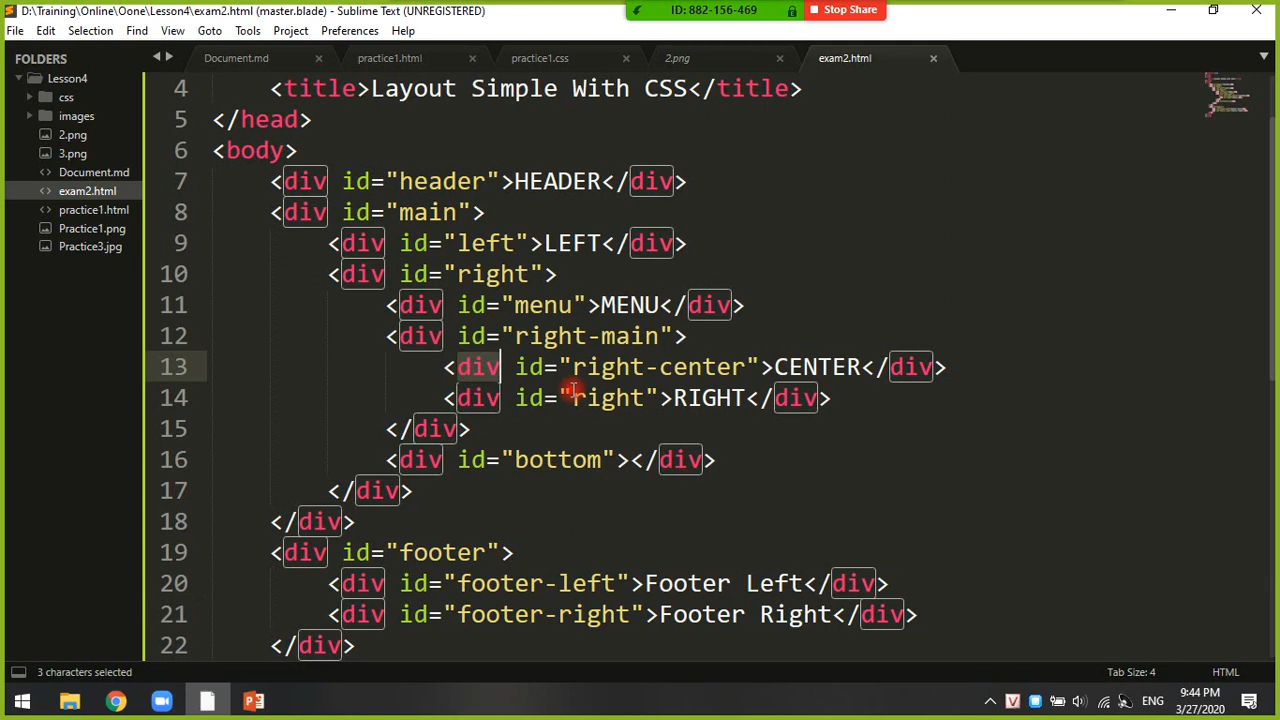 D:\Training\Online\Oone\Lesson4\exam2.html (master.blade) - Sublime Text (UNREGISTERED)
ID: 882-156-469
Stop Share
File Edit Selection Find View Goto Tools Project Preferences Help
FOLDERS
Lesson4
css
images
2.png
3.png
Document.md
exam2.html
practice1.html
Practice1.png
Practice3.jpg
Document.md practice1.html practice1.css 2.png exam2.html
4 <title>Layout Simple With CSS</title>
5 </head>
6 <body>
7 <div id="header">HEADER</div>
8 <div id="main">
9 <div id="left">LEFT</div>
10 <div id="right">
11 <div id="menu">MENU</div>
12 <div id="right-main">
13 <div id="right-center">CENTER</div>
14 <div id="right">RIGHT</div>
15 </div>
16 <div id="bottom"></div>
17 </div>
18 </div>
19 <div id="footer">
20 <div id="footer-left">Footer Left</div>
21 <div id="footer-right">Footer Right</div>
22 </div>
3 characters selected
Tab Size: 4
HTML
ENG
9:44 PM
3/27/2020